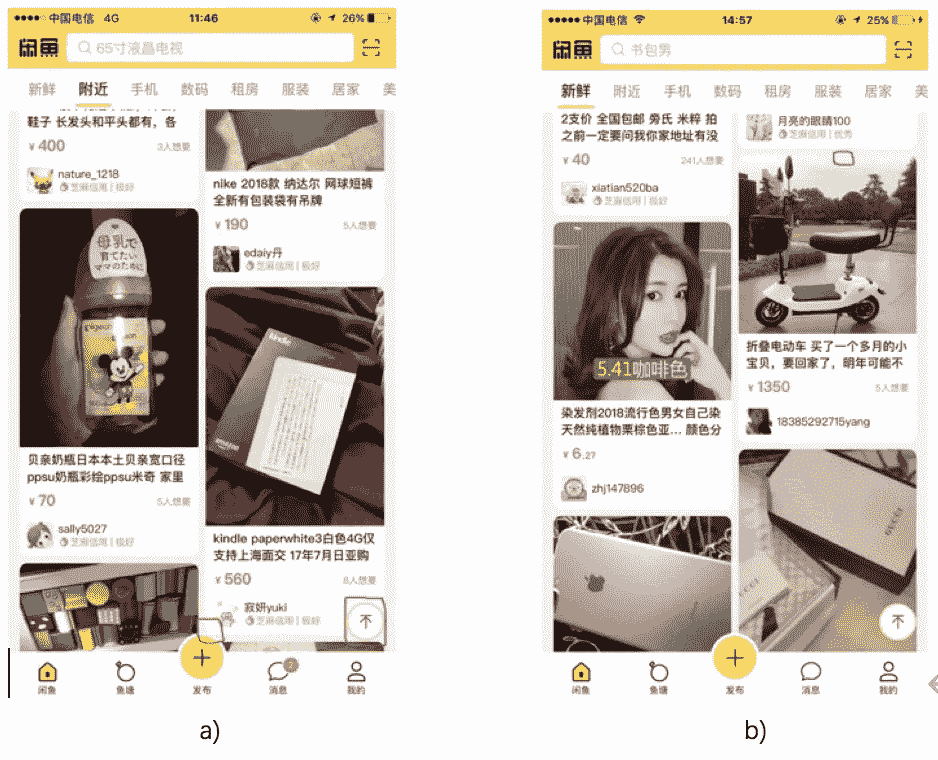 中国电信 4G 11:46 26%
闲鱼 65寸液晶电视
新鲜 附近 手机 数码 租房 服装 居家 美
鞋子 长发头和平头都有，各
¥400 3人想要
nature_1218
芝麻信用 | 极好
母乳で
育てたい
ママのために
贝亲奶瓶日本本土贝亲宽口径
ppsu奶瓶彩绘ppsu米奇 家里
¥70 5人想要
sally5027
芝麻信用 | 极好
nike 2018款 纳达尔 网球短裤
全新有包装袋有吊牌
¥190 5人想要
edaiy丹
芝麻信用 | 极好
kindle
amazon
kindle paperwhite3白色4G仅
支持上海面交 17年7月日亚购
¥560 8人想要
寂妍yuki
芝麻信用 | 极好
闲鱼 鱼塘 发布 消息 2 我的
a)
中国电信 14:57 25%
闲鱼 书包男
新鲜 附近 手机 数码 租房 服装 居家 美
2支价 全国包邮 旁氏 米粹 拍
之前一定要问我你家地址有没
¥40 241人想要
xiatian520ba
芝麻信用 | 极好
5.41咖啡色
染发剂2018流行色男女自己染
天然纯植物栗棕色亚... 颜色分
¥6.27
zhj147896
月亮的眼睛100
芝麻信用 | 优秀
折叠电动车 买了一个多月的小
宝贝，要回家了，明年可能不
¥1350 5人想要
18385292715yang
GUCCI
闲鱼 鱼塘 发布 消息 我的
b)